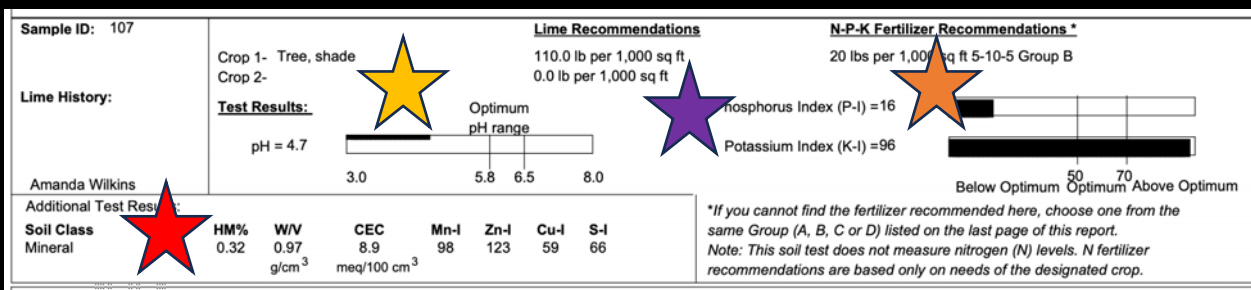 Sample ID: 107
Lime Recommendations
N-P-K Fertilizer Recommendations *
Crop 1- Tree, shade
110.0 lb per 1,000 sq ft
20 lbs per 1,000 sq ft 5-10-5 Group B
Crop 2-
0.0 lb per 1,000 sq ft
Lime History:
Test Results:
Optimum
pH range
hosphorus Index (P-I) =16
pH = 4.7
Potassium Index (K-I) =96
3.0 5.8 6.5 8.0
50 70
Below Optimum Optimum Above Optimum
Amanda Wilkins
Additional Test Results:
Soil Class HM% W/V CEC Mn-I Zn-I Cu-I S-I
Mineral 0.32 0.97 8.9 98 123 59 66
g/cm³ meq/100 cm³
*If you cannot find the fertilizer recommended here, choose one from the
same Group (A, B, C or D) listed on the last page of this report.
Note: This soil test does not measure nitrogen (N) levels. N fertilizer
recommendations are based only on needs of the designated crop.